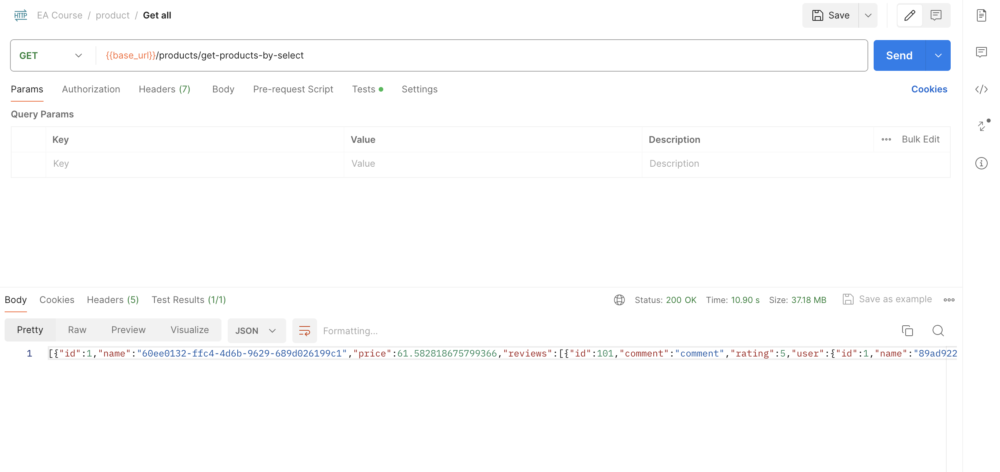 HTTP EA Course / product / Get all Save
GET {{base_url}}/products/get-products-by-select Send
Params Authorization Headers (7) Body Pre-request Script Tests Settings Cookies
Query Params
Key Value Description Bulk Edit
Key Value Description
Body Cookies Headers (5) Test Results (1/1) Status: 200 OK Time: 10.90 s Size: 37.18 MB Save as example
Pretty Raw Preview Visualize JSON Formatting...
1 [{"id":1,"name":"60ee0132-ffc4-4d6b-9629-689d026199c1","price":61.582818675799366,"reviews":[{"id":101,"comment":"comment","rating":5,"user":{"id":1,"name":"89ad922